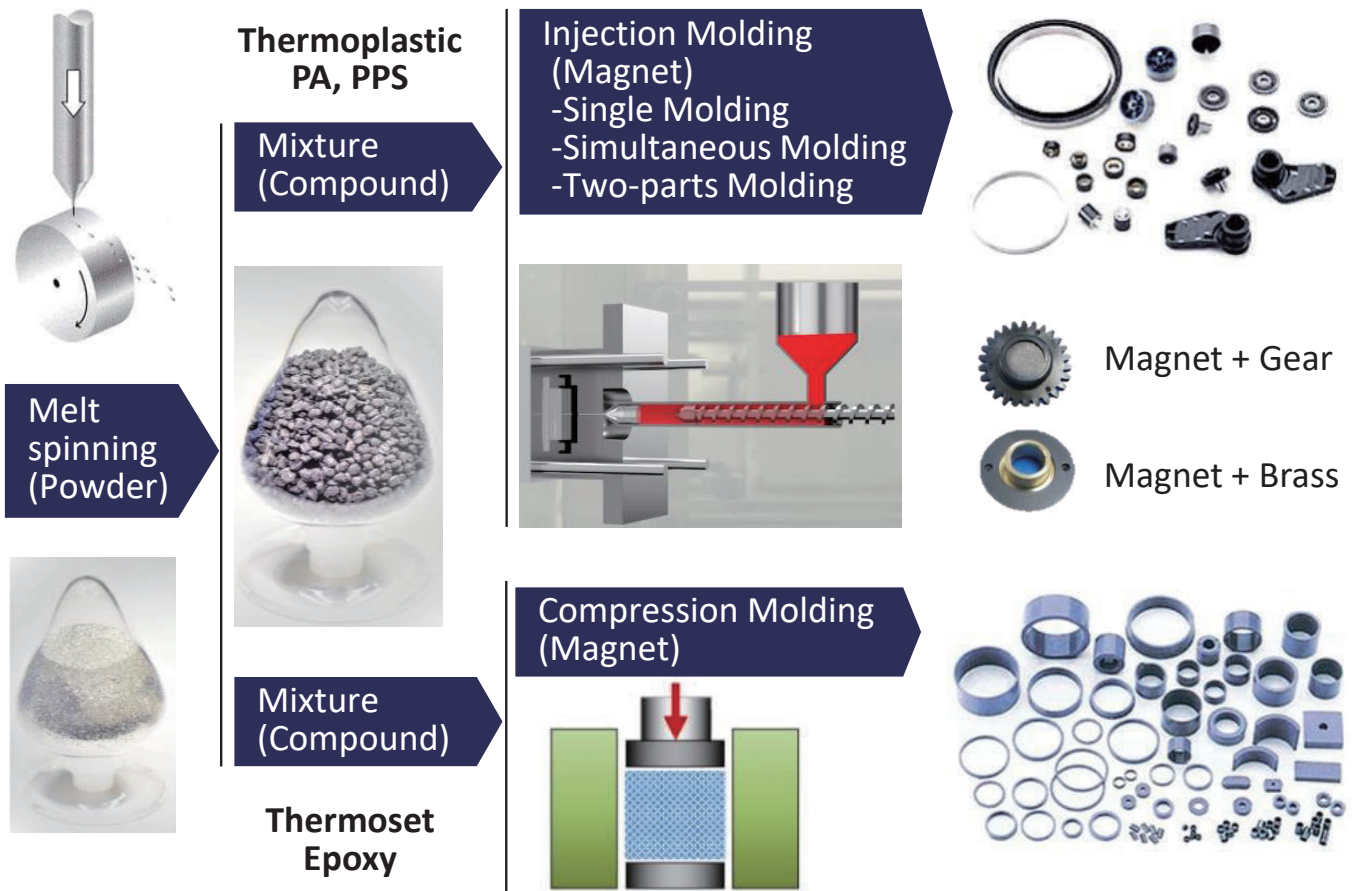 Thermoplastic
PA, PPS
Mixture
(Compound)
Injection Molding
(Magnet)
-Single Molding
-Simultaneous Molding
-Two-parts Molding
Melt
spinning
(Powder)
Magnet + Gear
Magnet + Brass
Mixture
(Compound)
Thermoset
Epoxy
Compression Molding
(Magnet)